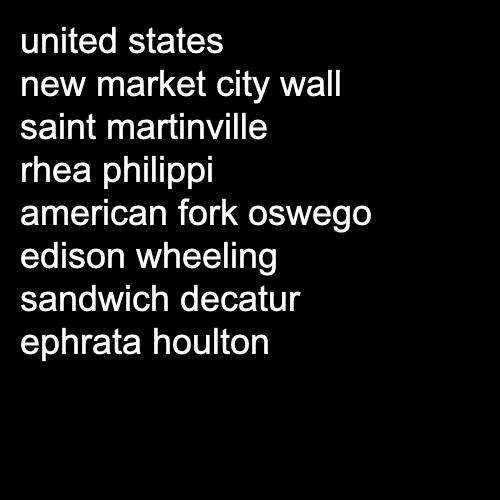 united states
new market city wall
saint martinville
rhea philippi
american fork oswego
edison wheeling
sandwich decatur
ephrata houlton